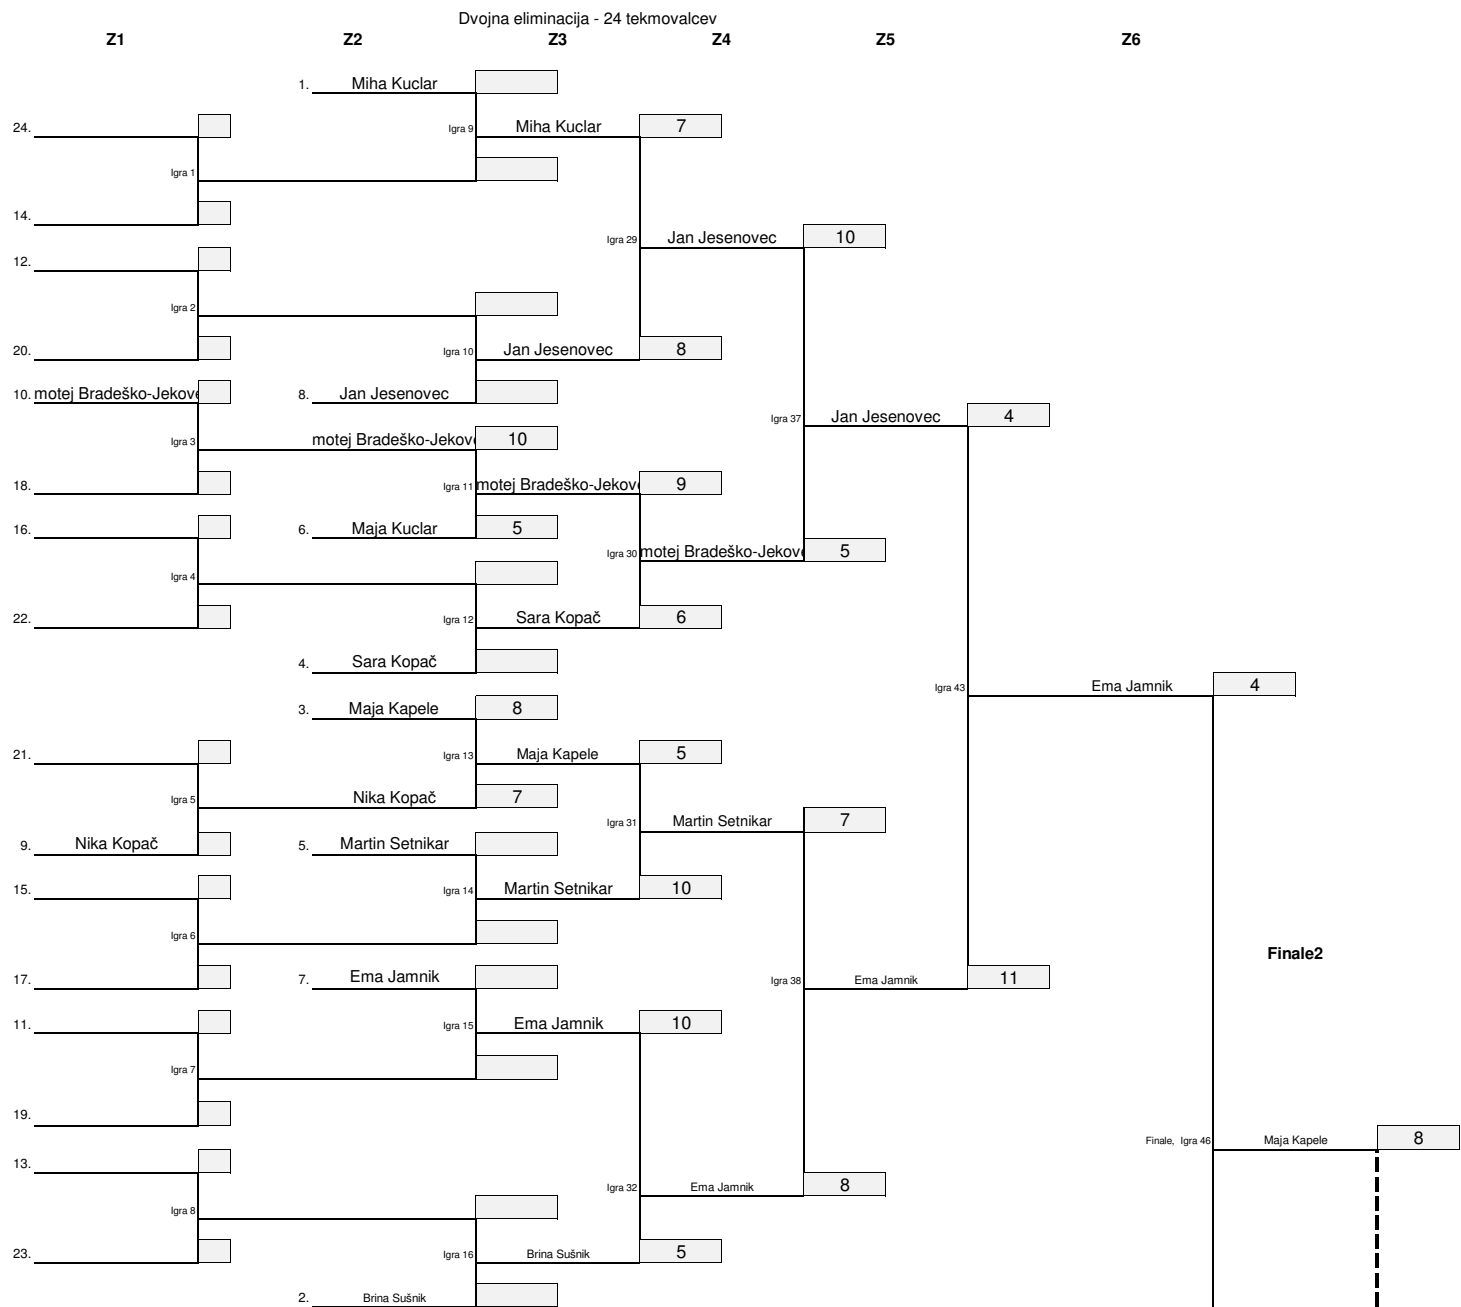 Dvojna eliminacija - 24 tekmovalcev
Z1 Z2 Z3 Z4 Z5 Z6
1. Miha Kuclar
24. Igra 9 Miha Kuclar 7
Igra 1
14.
Igra 29 Jan Jesenovec 10
12.
Igra 2
20. Igra 10 Jan Jesenovec 8
10. motej Bradeško-Jekove 8. Jan Jesenovec
Igra 37 Jan Jesenovec 4
Igra 3 motej Bradeško-Jekove 10
18. Igra 11 motej Bradeško-Jekove 9
16. 6. Maja Kuclar 5
Igra 30 motej Bradeško-Jekove 5
Igra 4
22. Igra 12 Sara Kopač 6
4. Sara Kopač
Igra 43 Ema Jamnik 4
3. Maja Kapele 8
21. Igra 13 Maja Kapele 5
Igra 5 Nika Kopač 7
Igra 31 Martin Setnikar 7
9. Nika Kopač 5. Martin Setnikar
15. Igra 14 Martin Setnikar 10
Igra 6
Finale2
17. 7. Ema Jamnik Igra 38 Ema Jamnik 11
11. Igra 15 Ema Jamnik 10
Igra 7
19.
Finale, Igra 46 Maja Kapele 8
13.
Igra 32 Ema Jamnik 8
Igra 8
23. Igra 16 Brina Sušnik 5
2. Brina Sušnik